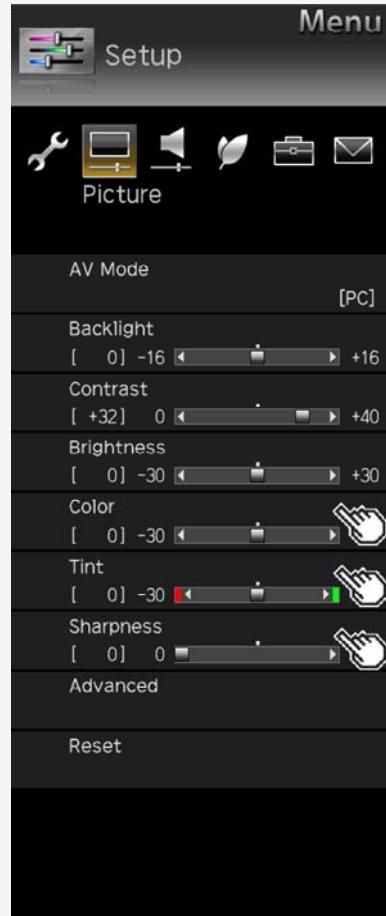 Menu
Setup
Picture
AV Mode
[PC]
Backlight
[ 0] -16 +16
Contrast
[ +32] 0 +40
Brightness
[ 0] -30 +30
Color
[ 0] -30
Tint
[ 0] -30
Sharpness
[ 0] 0
Advanced
Reset